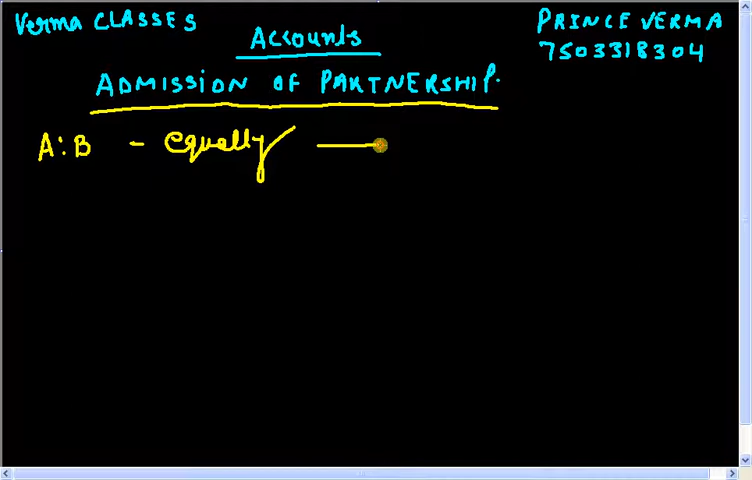 Verma CLASSES
PRINCE VERMA
7503318304
Accounts
ADMISSION OF PARTNERSHIP.
A:B - equally